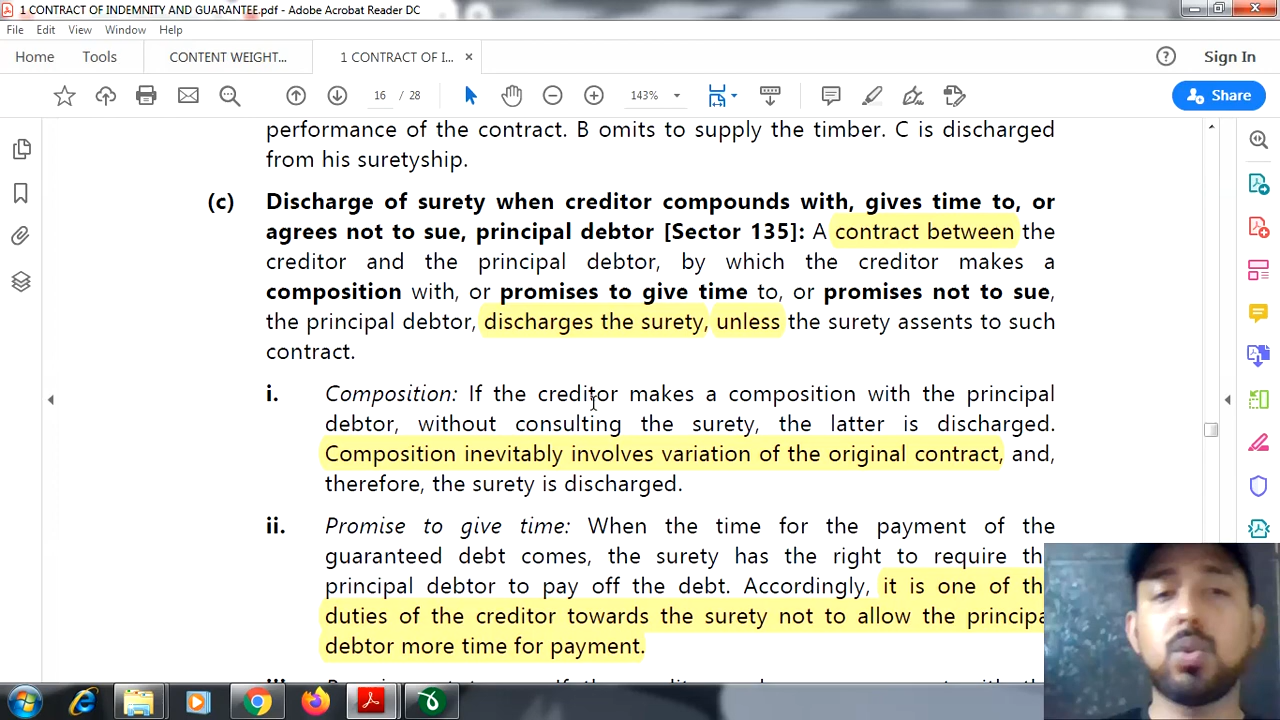 1 CONTRACT OF INDEMNITY AND GUARANTEE.pdf - Adobe Acrobat Reader DC
File Edit View Window Help
Home Tools CONTENT WEIGHT... 1 CONTRACT OF I... × Sign In
16 / 28 143% Share
performance of the contract. B omits to supply the timber. C is discharged
from his suretyship.
(c) Discharge of surety when creditor compounds with, gives time to, or
agrees not to sue, principal debtor [Sector 135]: A contract between the
creditor and the principal debtor, by which the creditor makes a
composition with, or promises to give time to, or promises not to sue,
the principal debtor, discharges the surety, unless the surety assents to such
contract.
i. Composition: If the creditor makes a composition with the principal
debtor, without consulting the surety, the latter is discharged.
Composition inevitably involves variation of the original contract, and,
therefore, the surety is discharged.
ii. Promise to give time: When the time for the payment of the
guaranteed debt comes, the surety has the right to require th
principal debtor to pay off the debt. Accordingly, it is one of th
duties of the creditor towards the surety not to allow the principa
debtor more time for payment.